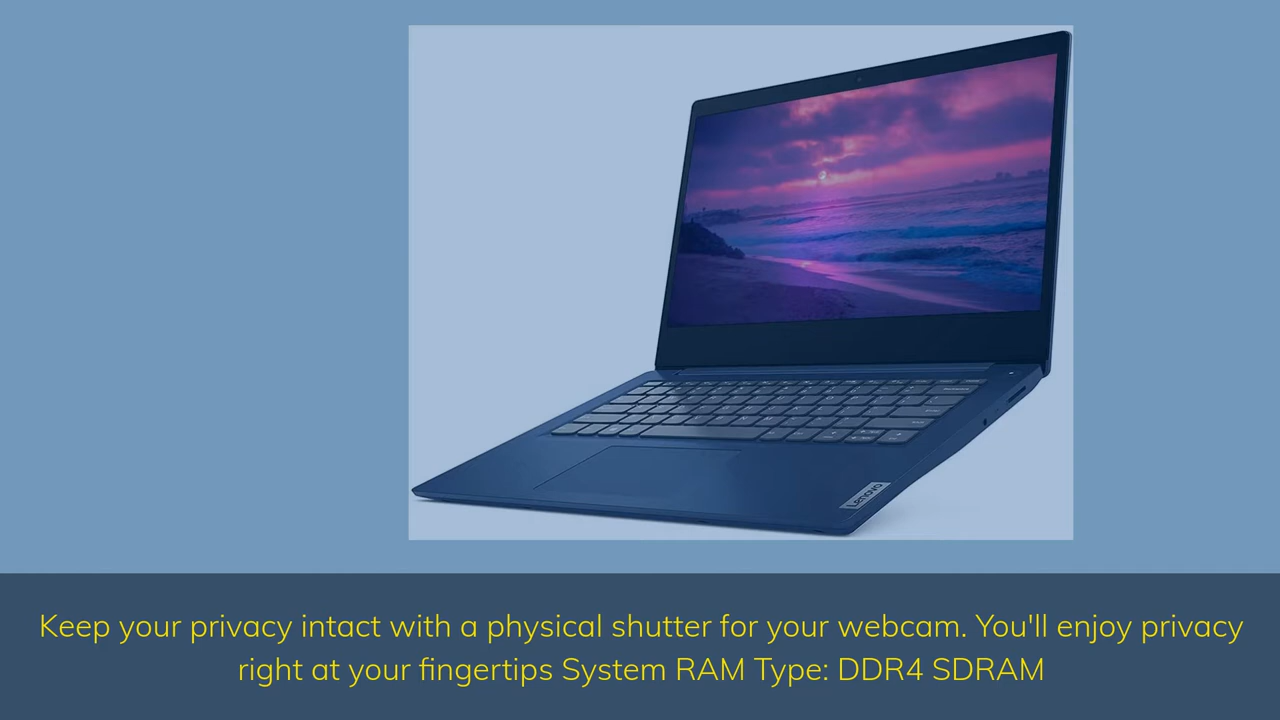 Lenovo
Keep your privacy intact with a physical shutter for your webcam. You'll enjoy privacy
right at your fingertips System RAM Type: DDR4 SDRAM